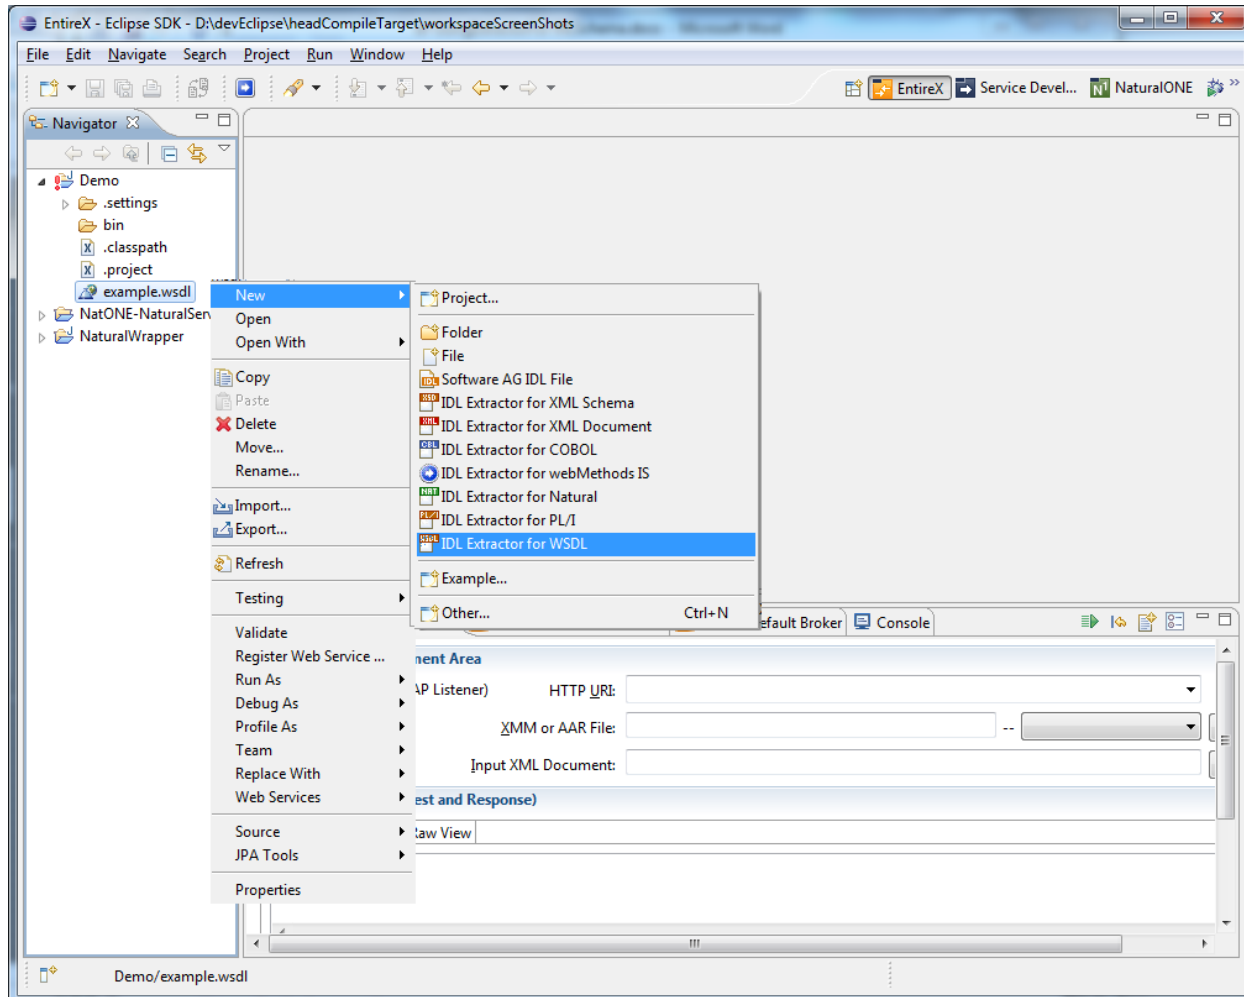 EntireX - Eclipse SDK - D:\devEclipse\headCompileTarget\workspaceScreenShots
File Edit Navigate Search Project Run Window Help
EntireX Service Devel... NaturalONE
Navigator
Demo
.settings
bin
.classpath
.project
example.wsdl
NatONE-NaturalSer
NaturalWrapper
New
Open
Open With
Copy
Paste
Delete
Move...
Rename...
Import...
Export...
Refresh
Testing
Validate
Register Web Service ...
Run As
Debug As
Profile As
Team
Replace With
Web Services
Source
JPA Tools
Properties
Project...
Folder
File
Software AG IDL File
IDL Extractor for XML Schema
IDL Extractor for XML Document
IDL Extractor for COBOL
IDL Extractor for webMethods IS
IDL Extractor for Natural
IDL Extractor for PL/I
IDL Extractor for WSDL
Example...
Other... Ctrl+N
efault Broker Console
ment Area
AP Listener) HTTP URI:
XMM or AAR File: --
Input XML Document:
est and Response)
Raw View
Demo/example.wsdl